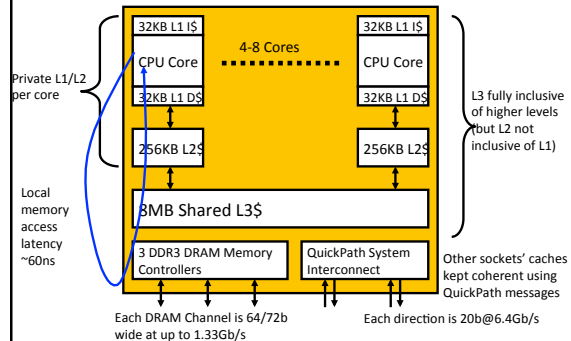 32KB L1 I$
CPU Core
32KB L1 D$
256KB L2$
4-8 Cores
32KB L1 I$
CPU Core
32KB L1 D$
256KB L2$
Private L1/L2
per core
L3 fully inclusive
of higher levels
(but L2 not
inclusive of L1)
Local
memory
access
latency
~60ns
8MB Shared L3$
3 DDR3 DRAM Memory
Controllers
QuickPath System
Interconnect
Other sockets’ caches
kept coherent using
QuickPath messages
Each DRAM Channel is 64/72b
wide at up to 1.33Gb/s
Each direction is 20b@6.4Gb/s